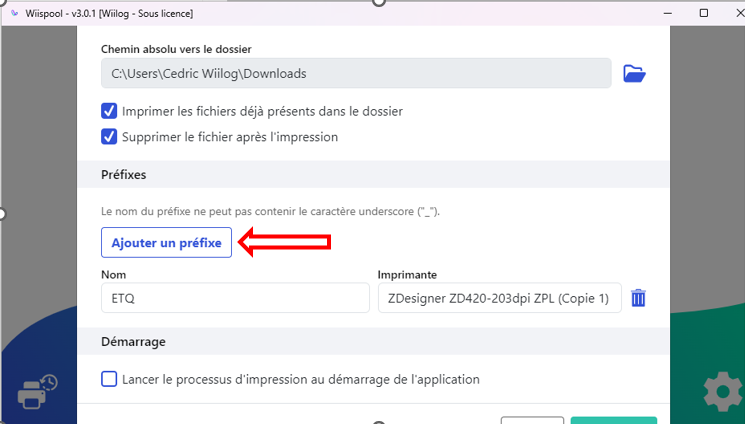 Wiispool - v3.0.1 [Wiilog - Sous licence]
Chemin absolu vers le dossier
C:\Users\Cedric Wiilog\Downloads
Imprimer les fichiers déjà présents dans le dossier
Supprimer le fichier après l'impression
Préfixes
Le nom du préfixe ne peut pas contenir le caractère underscore ("_").
Ajouter un préfixe
Nom
Imprimante
ETQ
ZDesigner ZD420-203dpi ZPL (Copie 1)
Démarrage
Lancer le processus d'impression au démarrage de l'application